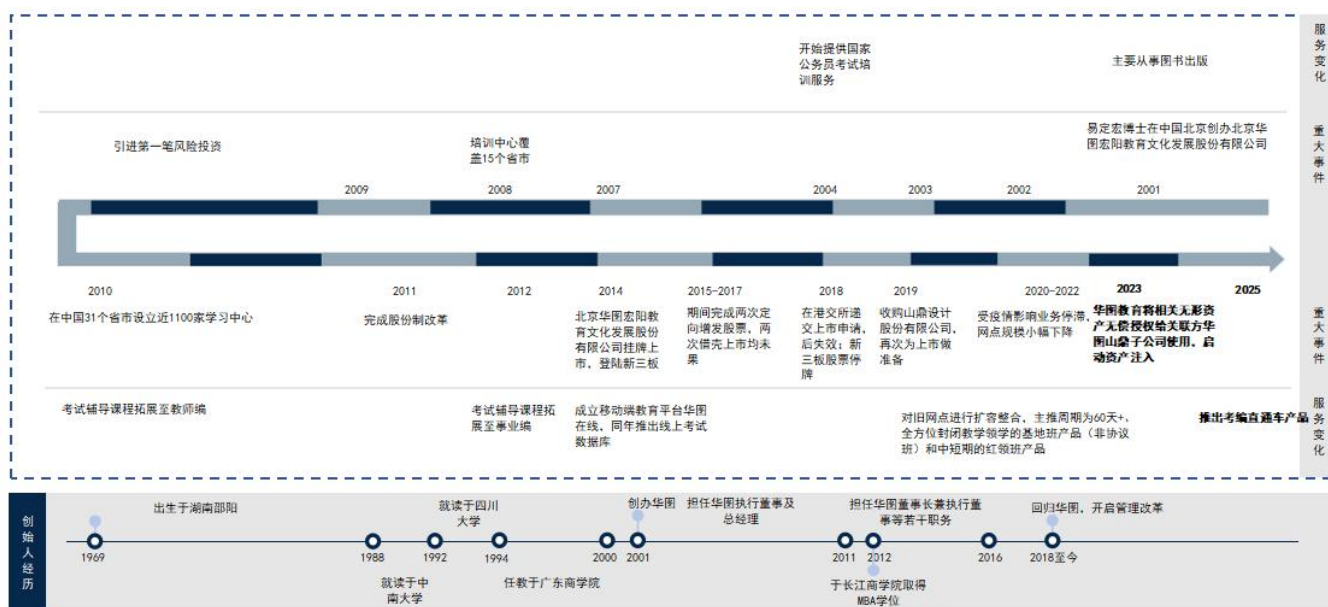 开始提供国家
公务员考试培
训服务
主要从事图书出版
服务变化
引进第一笔风险投资
培训中心覆
盖15个省市
易定宏博士在中国北京创办北京华
图宏阳教育文化发展股份有限公司
重大事件
2009
2008
2007
2004
2003
2002
2001
2010
2011
2012
2014
2015-2017
2018
2019
2020-2022
2023
2025
在中国31个省市设立近1100家学习中心
完成股份制改革
北京华图宏阳教
育文化发展股份
有限公司挂牌上
市，登陆新三板
期间完成两次定
向增发股票，两
次借壳上市均未
果
在港交所递
交上市申请，
后失效；新
三板股票停
牌
收购山鼎设计
股份有限公司，
再次为上市做
准备
受疫情影响业务停滞，
网点规模小幅下降
华图教育将相关无形资
产无偿授权给关联方华
图山鼎子公司使用，启
动资产注入
重大事件
考试辅导课程拓展至教师编
考试辅导课程拓
展至事业编
成立移动端教育平台华图
在线，同年推出线上考试
数据库
对旧网点进行扩容整合，主推周期为60天+，
全方位封闭教学领学的基地班产品（非协议
班）和中短期的红领班产品
推出考编直通车产品
服务变化
创始人经历
出生于湖南邵阳
就读于四川
大学
创办华图
担任华图执行董事及
总经理
担任华图董事长兼执行董
事等若干职务
回归华图，开启管理改革
1969
1988
1992
1994
2000
2001
2011
2012
2016
2018至今
就读于中
南大学
任教于广东商学院
于长江商学院取得
MBA学位